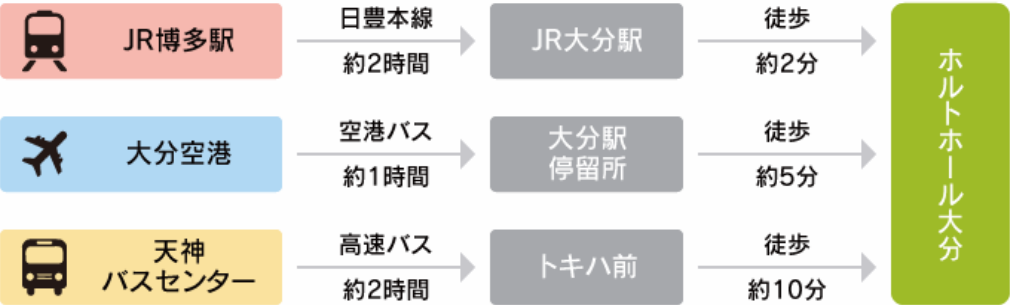 JR博多駅
日豊本線
約2時間
JR大分駅
徒歩
約2分
大分空港
空港バス
約1時間
大分駅
停留所
徒歩
約5分
天神
バスセンター
高速バス
約2時間
トキハ前
徒歩
約10分
ホルトホール大分